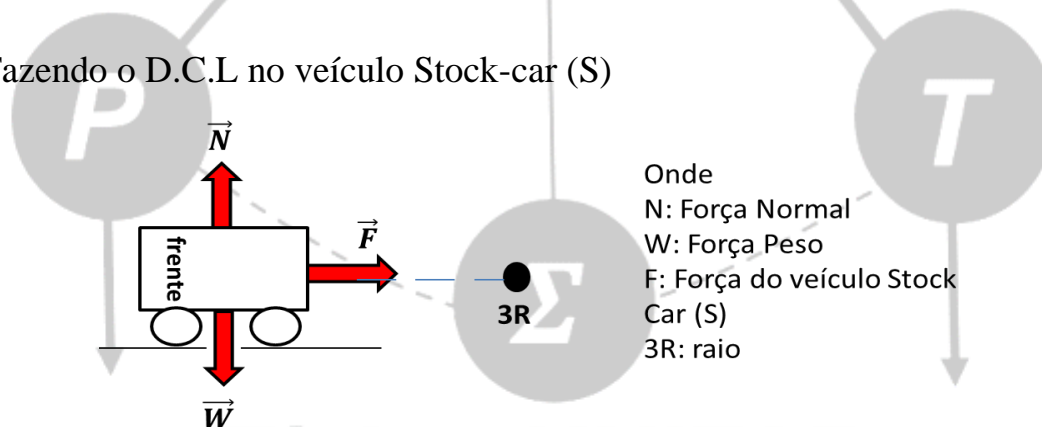 Fazendo o D.C.L no veículo Stock-car (S)
P
T
N
Onde
N: Força Normal
frente
F
W: Força Peso
F: Força do veículo Stock
Car (S)
3R
Σ
3R: raio
W